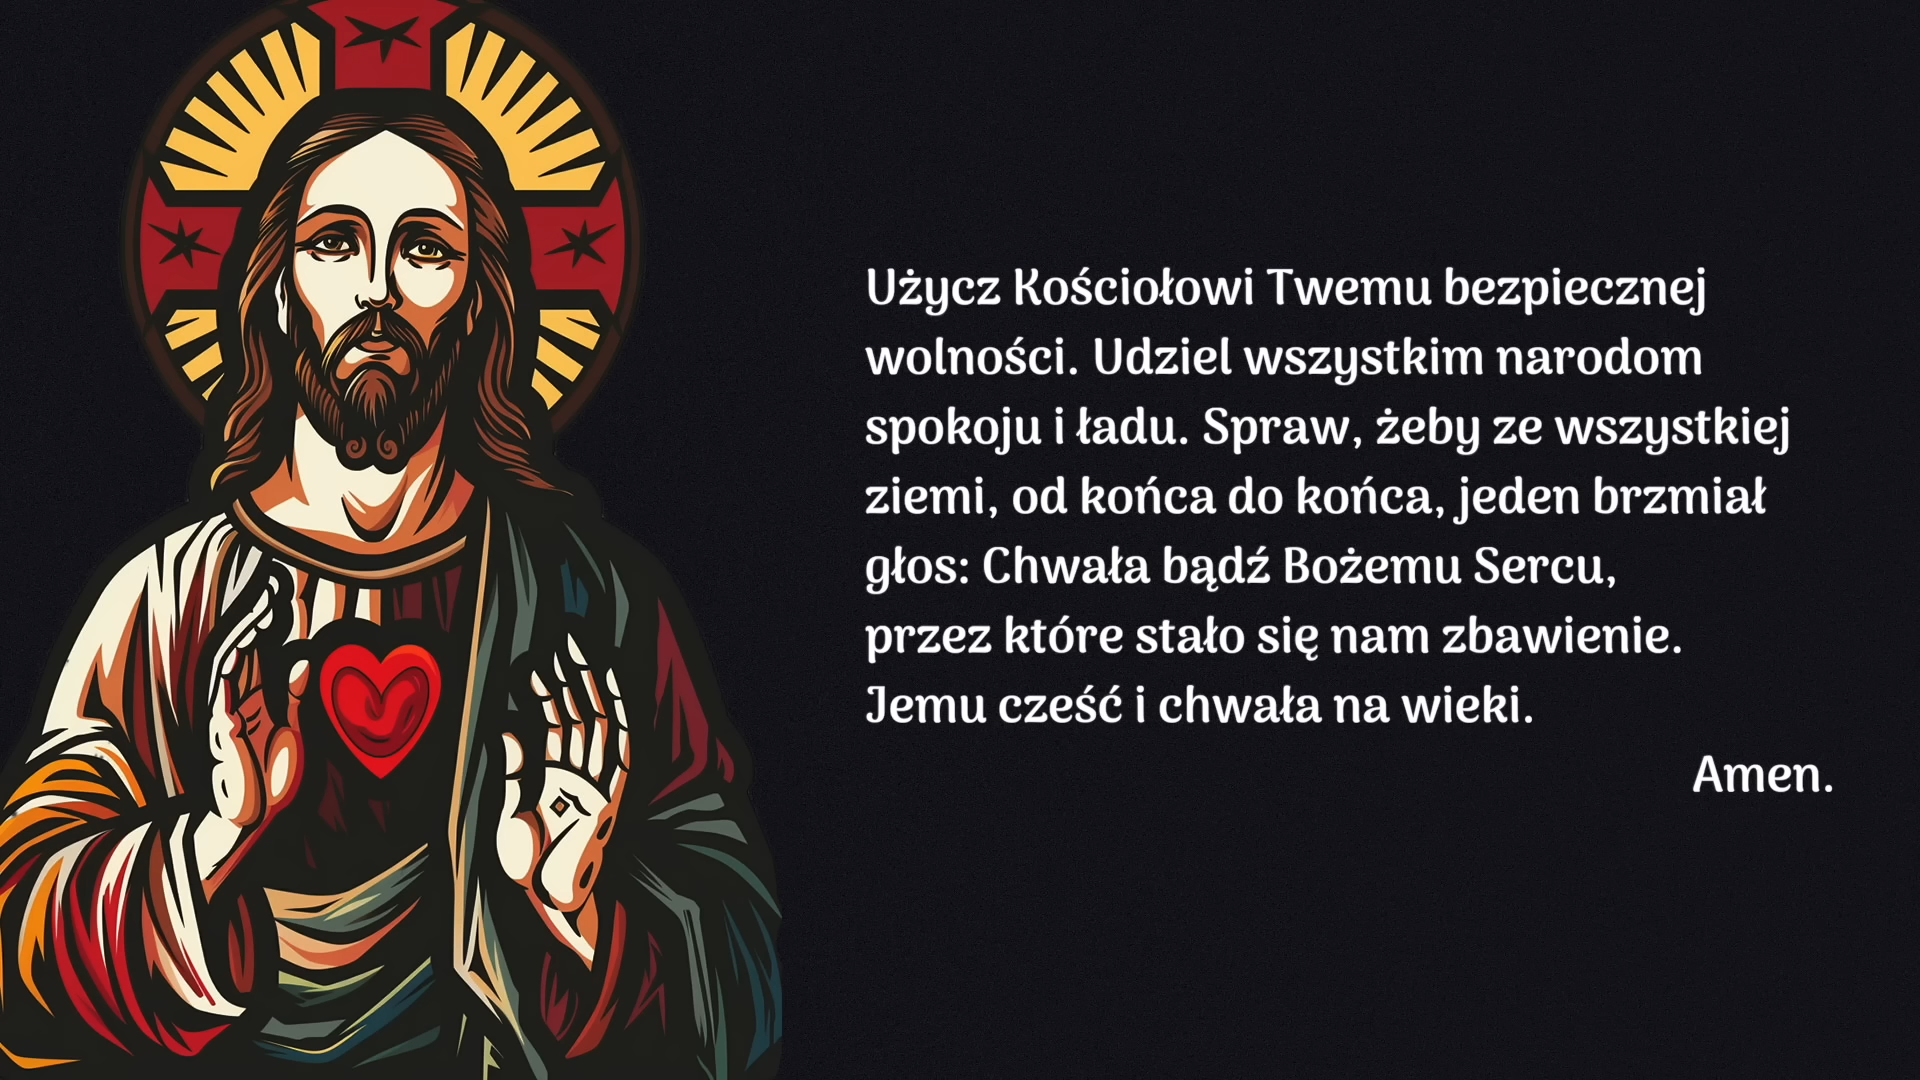 Użycz Kościołowi Twemu bezpiecznej
wolności. Udziel wszystkim narodom
spokoju i ładu. Spraw, żeby ze wszystkiej
ziemi, od końca do końca, jeden brzmiał
głos: Chwała bądź Bożemu Sercu,
przez które stało się nam zbawienie.
Jemu cześć i chwała na wieki.
Amen.